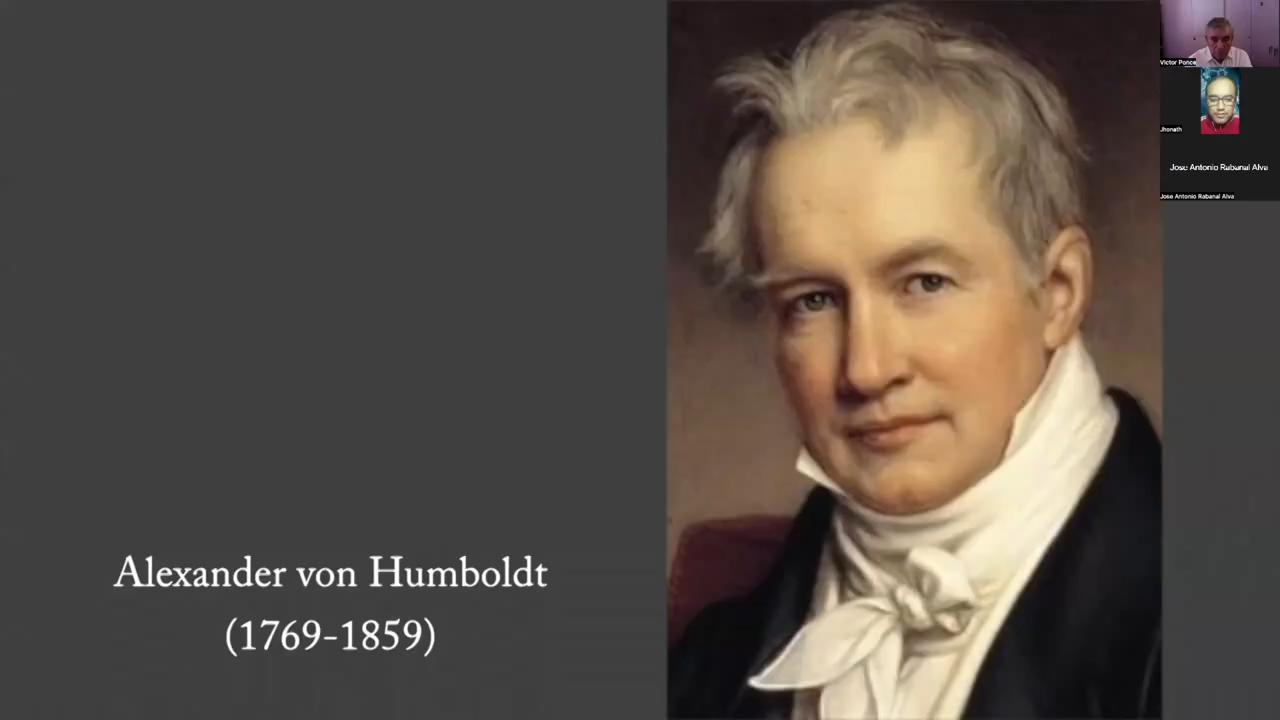 Alexander von Humboldt
(1769-1859)
Victor Ponce
Jhonath
Jose Antonio Rabanal Alva
Jose Antonio Rabanal Alva